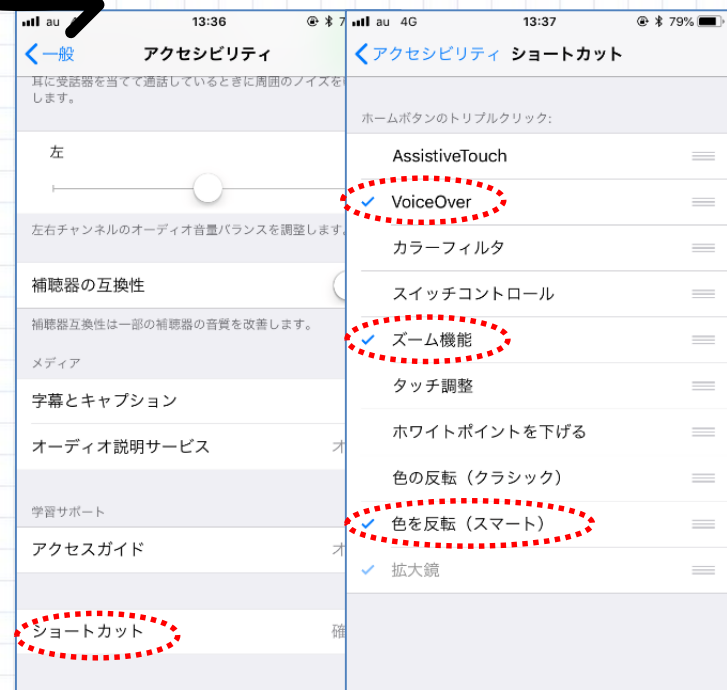 au
13:36
7
一般
アクセシビリティ
耳に受話器を当てて通話しているときに周囲のノイズを
します。
左
左右チャンネルのオーディオ音量バランスを調整します。
補聴器の互換性
補聴器互換性は一部の補聴器の音質を改善します。
メディア
字幕とキャプション
オーディオ説明サービス
オ
学習サポート
アクセスガイド
オ
ショートカット
確
au 4G
13:37
79%
アクセシビリティ ショートカット
ホームボタンのトリプルクリック:
AssistiveTouch
VoiceOver
カラーフィルタ
スイッチコントロール
ズーム機能
タッチ調整
ホワイトポイントを下げる
色の反転（クラシック）
色を反転（スマート）
拡大鏡